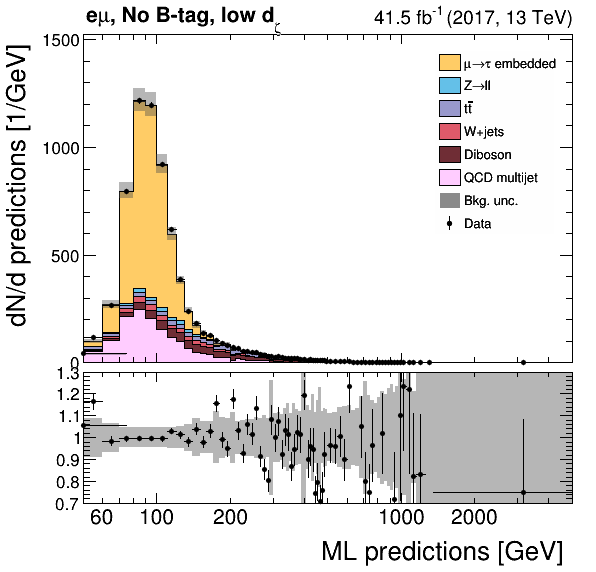 eμ, No B-tag, low dζ
41.5 fb⁻¹ (2017, 13 TeV)
dN/d predictions [1/GeV]
1500
1000
500
0
μ→τ embedded
Z→ll
tt̅
W+jets
Diboson
QCD multijet
Bkg. unc.
Data
1.3
1.2
1.1
1
0.9
0.8
0.7
60 100 200 1000 2000
ML predictions [GeV]